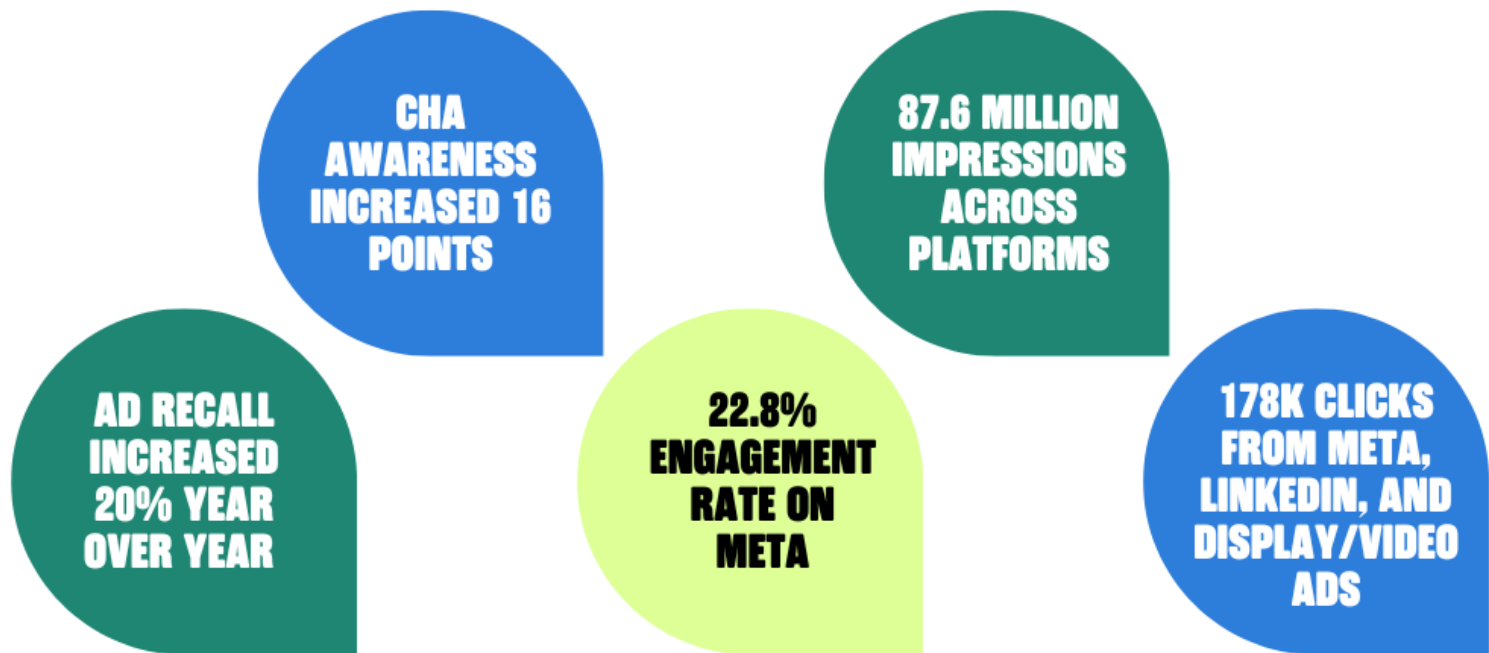 CHA
AWARENESS
INCREASED 16
POINTS
87.6 MILLION
IMPRESSIONS
ACROSS
PLATFORMS
AD RECALL
INCREASED
20% YEAR
OVER YEAR
22.8%
ENGAGEMENT
RATE ON
META
178K CLICKS
FROM META,
LINKEDIN, AND
DISPLAY/VIDEO
ADS